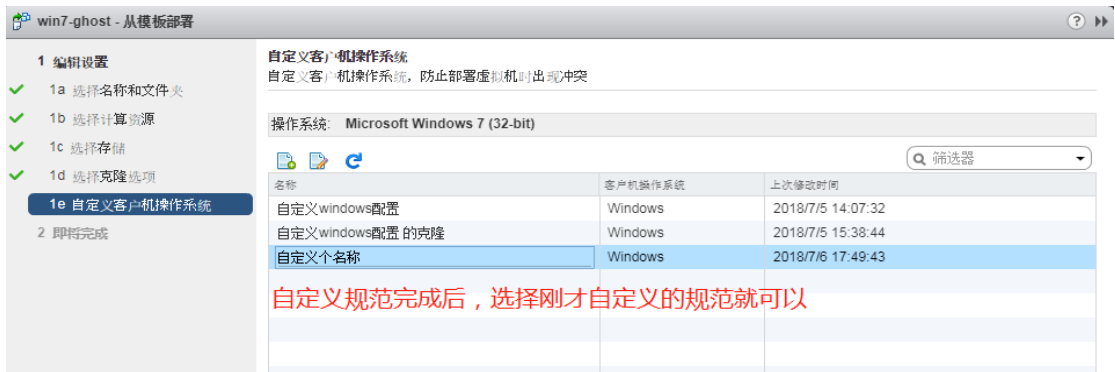 win7-ghost - 从模板部署
1 编辑设置
1a 选择名称和文件夹
1b 选择计算资源
1c 选择存储
1d 选择克隆选项
1e 自定义客户机操作系统
2 即将完成
自定义客户机操作系统
自定义客户机操作系统，防止部署虚拟机时出现冲突
操作系统: Microsoft Windows 7 (32-bit)
筛选器
名称 客户机操作系统 上次修改时间
自定义windows配置 Windows 2018/7/5 14:07:32
自定义windows配置 的克隆 Windows 2018/7/5 15:38:44
自定义个名称 Windows 2018/7/6 17:49:43
自定义规范完成后，选择刚才自定义的规范就可以